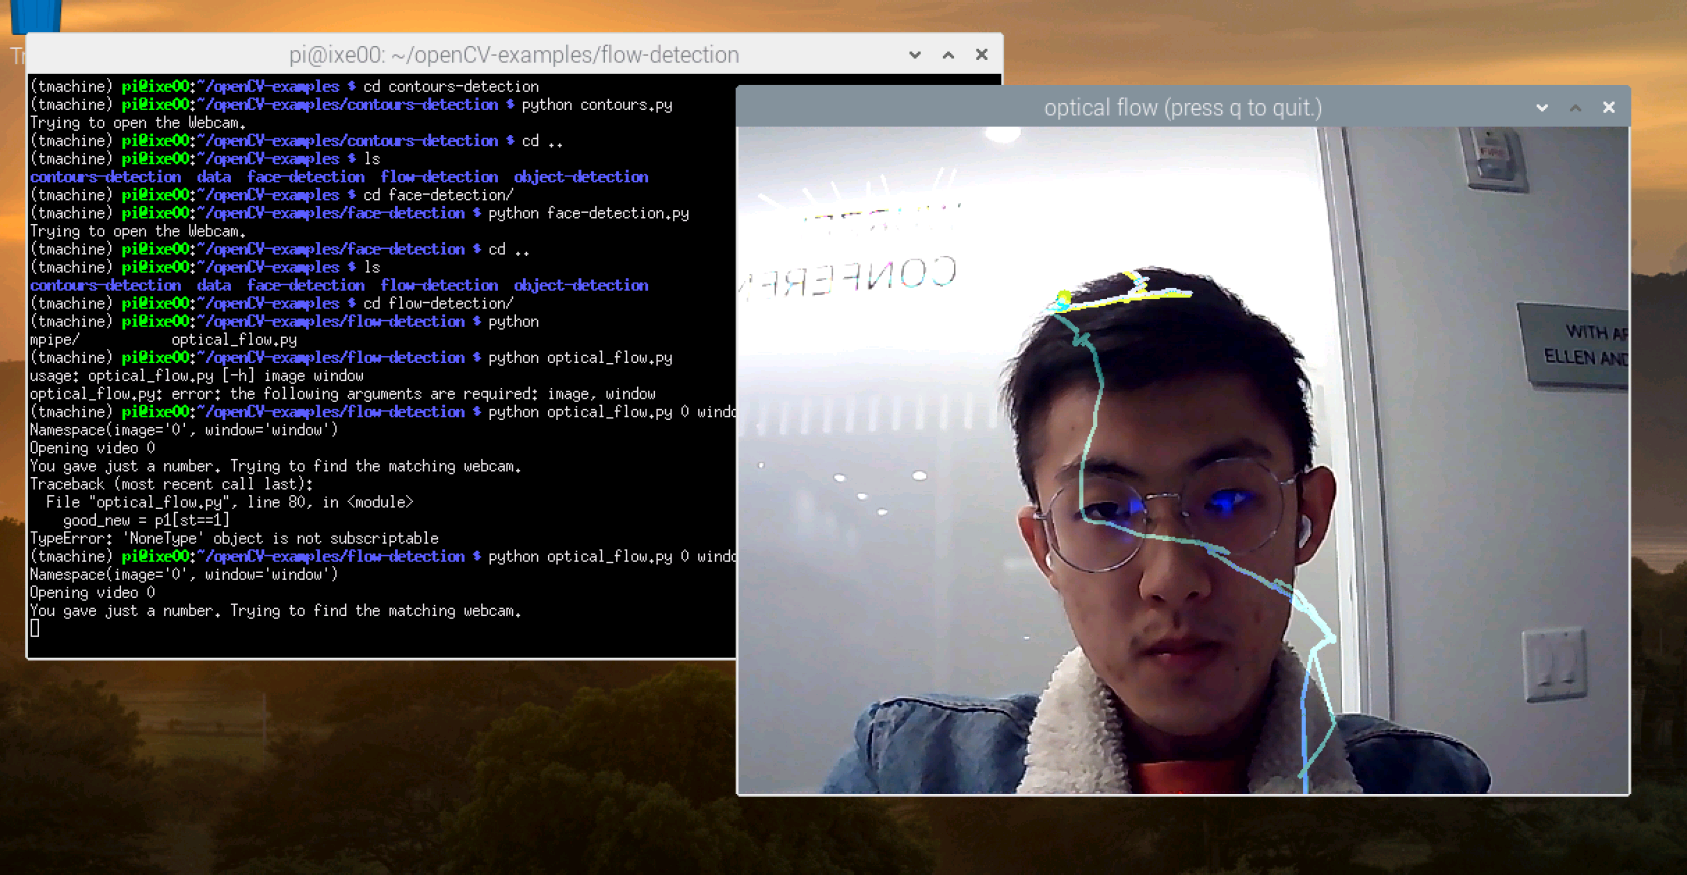 pi@ixe00: ~/openCV-examples/flow-detection
(tmachine) pi@ixe00:~/openCV-examples $ cd contours-detection
(tmachine) pi@ixe00:~/openCV-examples/contours-detection $ python contours.py
Trying to open the Webcam.
(tmachine) pi@ixe00:~/openCV-examples/contours-detection $ cd ..
(tmachine) pi@ixe00:~/openCV-examples $ ls
contours-detection data face-detection flow-detection object-detection
(tmachine) pi@ixe00:~/openCV-examples $ cd face-detection/
(tmachine) pi@ixe00:~/openCV-examples/face-detection $ python face-detection.py
Trying to open the Webcam.
(tmachine) pi@ixe00:~/openCV-examples/face-detection $ cd ..
(tmachine) pi@ixe00:~/openCV-examples $ ls
contours-detection data face-detection flow-detection object-detection
(tmachine) pi@ixe00:~/openCV-examples $ cd flow-detection/
(tmachine) pi@ixe00:~/openCV-examples/flow-detection $ python
mpipe/ optical_flow.py
(tmachine) pi@ixe00:~/openCV-examples/flow-detection $ python optical_flow.py
usage: optical_flow.py [-h] image window
optical_flow.py: error: the following arguments are required: image, window
(tmachine) pi@ixe00:~/openCV-examples/flow-detection $ python optical_flow.py 0 windo
Namespace(image='0', window='window')
Opening video 0
You gave just a number. Trying to find the matching webcam.
Traceback (most recent call last):
File "optical_flow.py", line 80, in <module>
good_new = p1[st==1]
TypeError: 'NoneType' object is not subscriptable
(tmachine) pi@ixe00:~/openCV-examples/flow-detection $ python optical_flow.py 0 windo
Namespace(image='0', window='window')
Opening video 0
You gave just a number. Trying to find the matching webcam.
optical flow (press q to quit.)
CONFERE
WITH AR
ELLEN AND